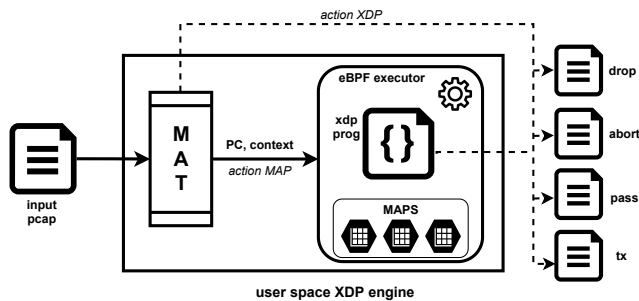 action XDP
eBPF executor
drop
xdp
prog
{}
M
A
T
PC, context
action MAP
abort
input
pcap
MAPS
pass
tx
user space XDP engine